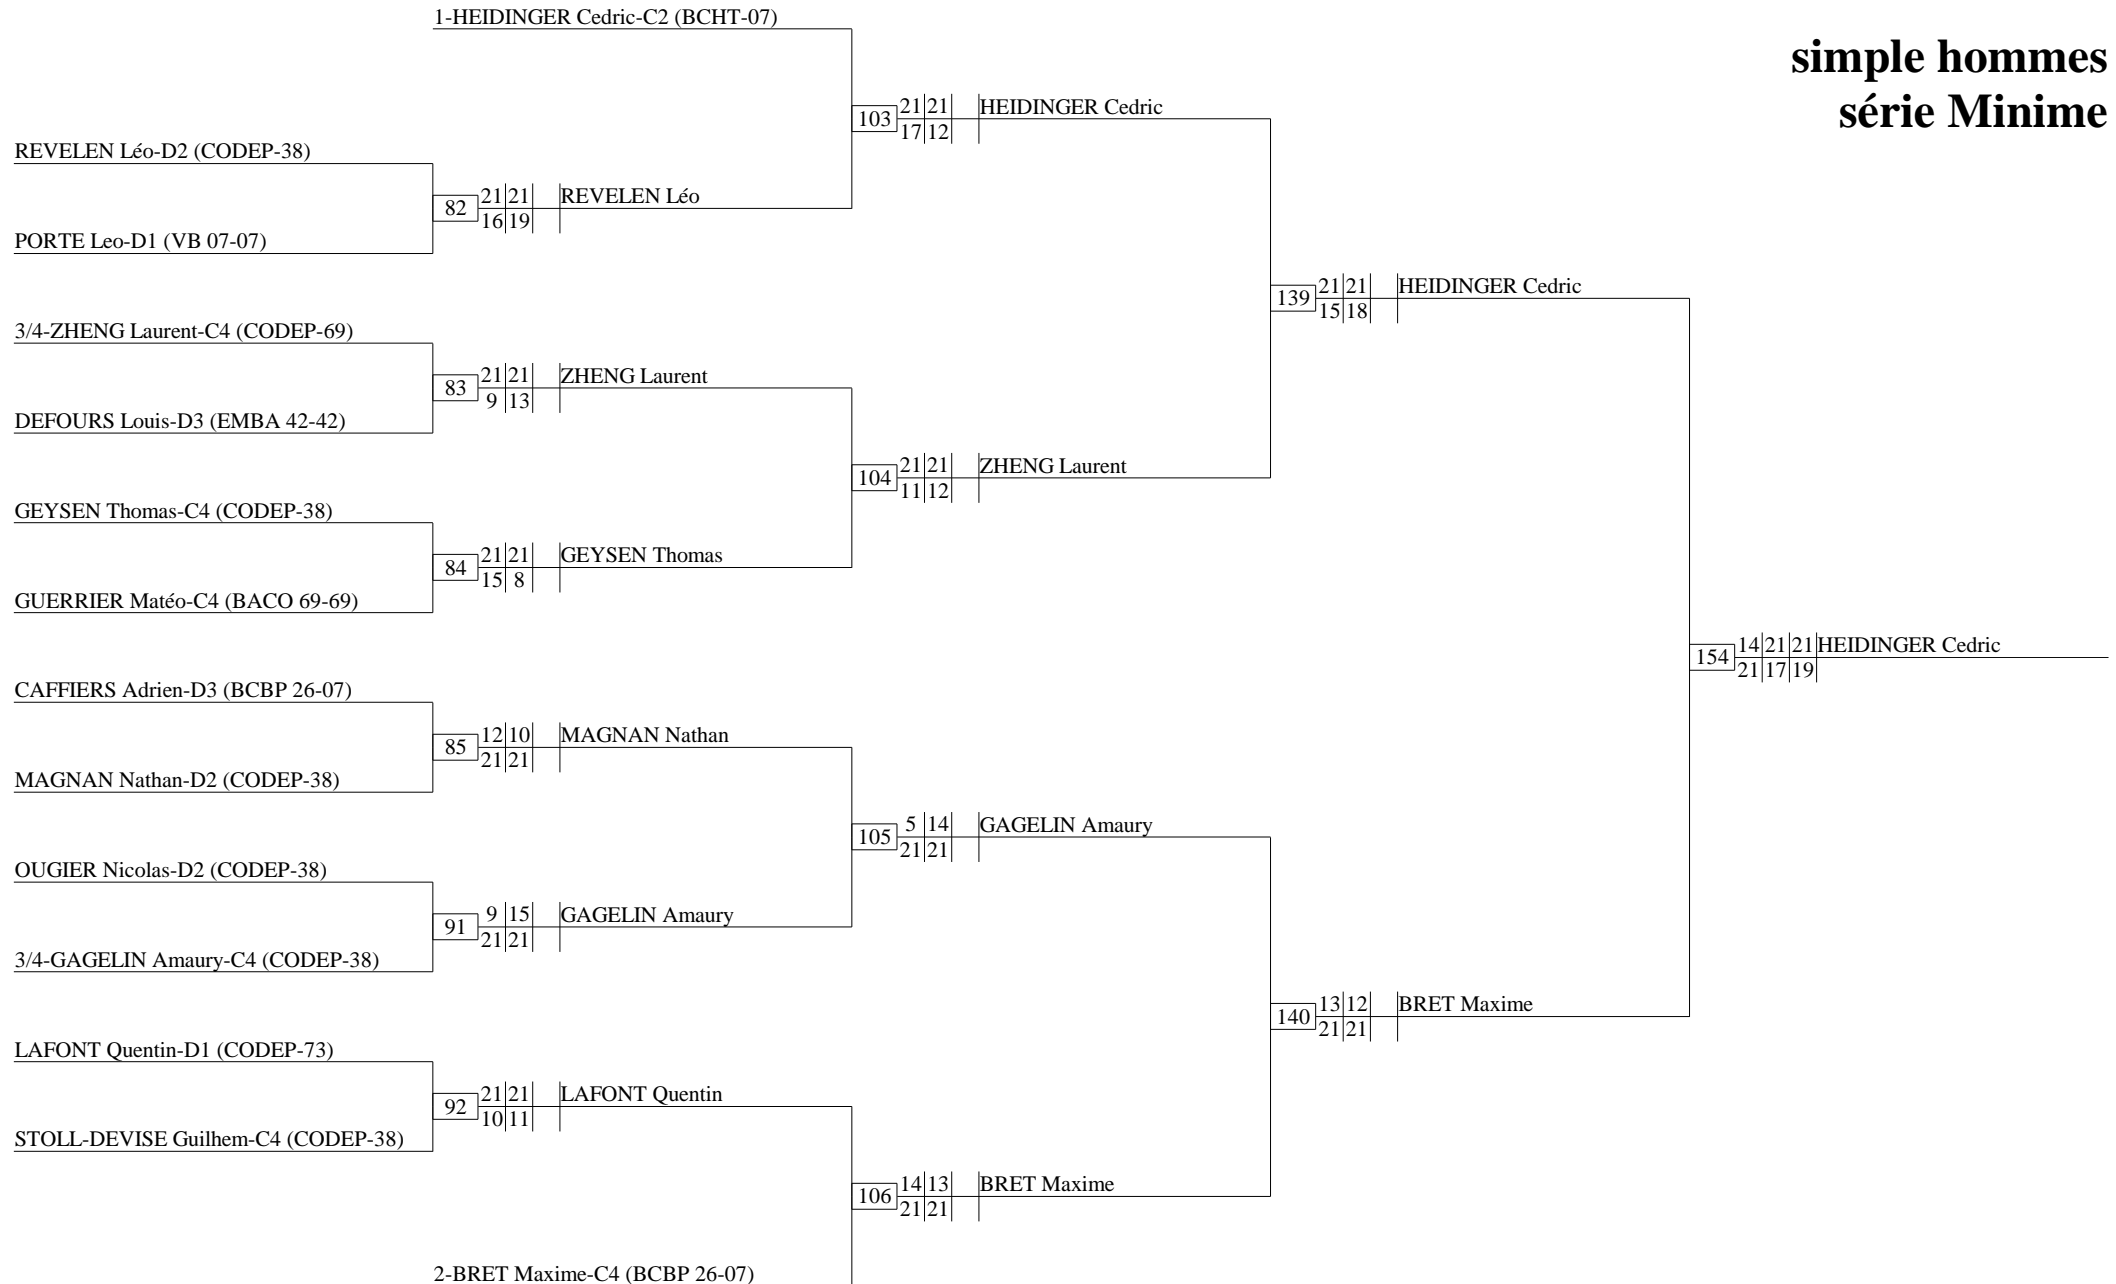 1-HEIDINGER Cedric-C2 (BCHT-07)
simple hommes
série Minime
103 21 21 HEIDINGER Cedric
17 12
REVELEN Léo-D2 (CODEP-38)
82 21 21 REVELEN Léo
16 19
PORTE Leo-D1 (VB 07-07)
139 21 21 HEIDINGER Cedric
15 18
3/4-ZHENG Laurent-C4 (CODEP-69)
83 21 21 ZHENG Laurent
9 13
DEFOURS Louis-D3 (EMBA 42-42)
104 21 21 ZHENG Laurent
11 12
GEYSEN Thomas-C4 (CODEP-38)
84 21 21 GEYSEN Thomas
15 8
GUERRIER Matéo-C4 (BACO 69-69)
154 14 21 21 HEIDINGER Cedric
21 17 19
CAFFIERS Adrien-D3 (BCBP 26-07)
85 12 10 MAGNAN Nathan
21 21
MAGNAN Nathan-D2 (CODEP-38)
105 5 14 GAGELIN Amaury
21 21
OUGIER Nicolas-D2 (CODEP-38)
91 9 15 GAGELIN Amaury
21 21
3/4-GAGELIN Amaury-C4 (CODEP-38)
140 13 12 BRET Maxime
21 21
LAFONT Quentin-D1 (CODEP-73)
92 21 21 LAFONT Quentin
10 11
STOLL-DEVISE Guilhem-C4 (CODEP-38)
106 14 13 BRET Maxime
21 21
2-BRET Maxime-C4 (BCBP 26-07)